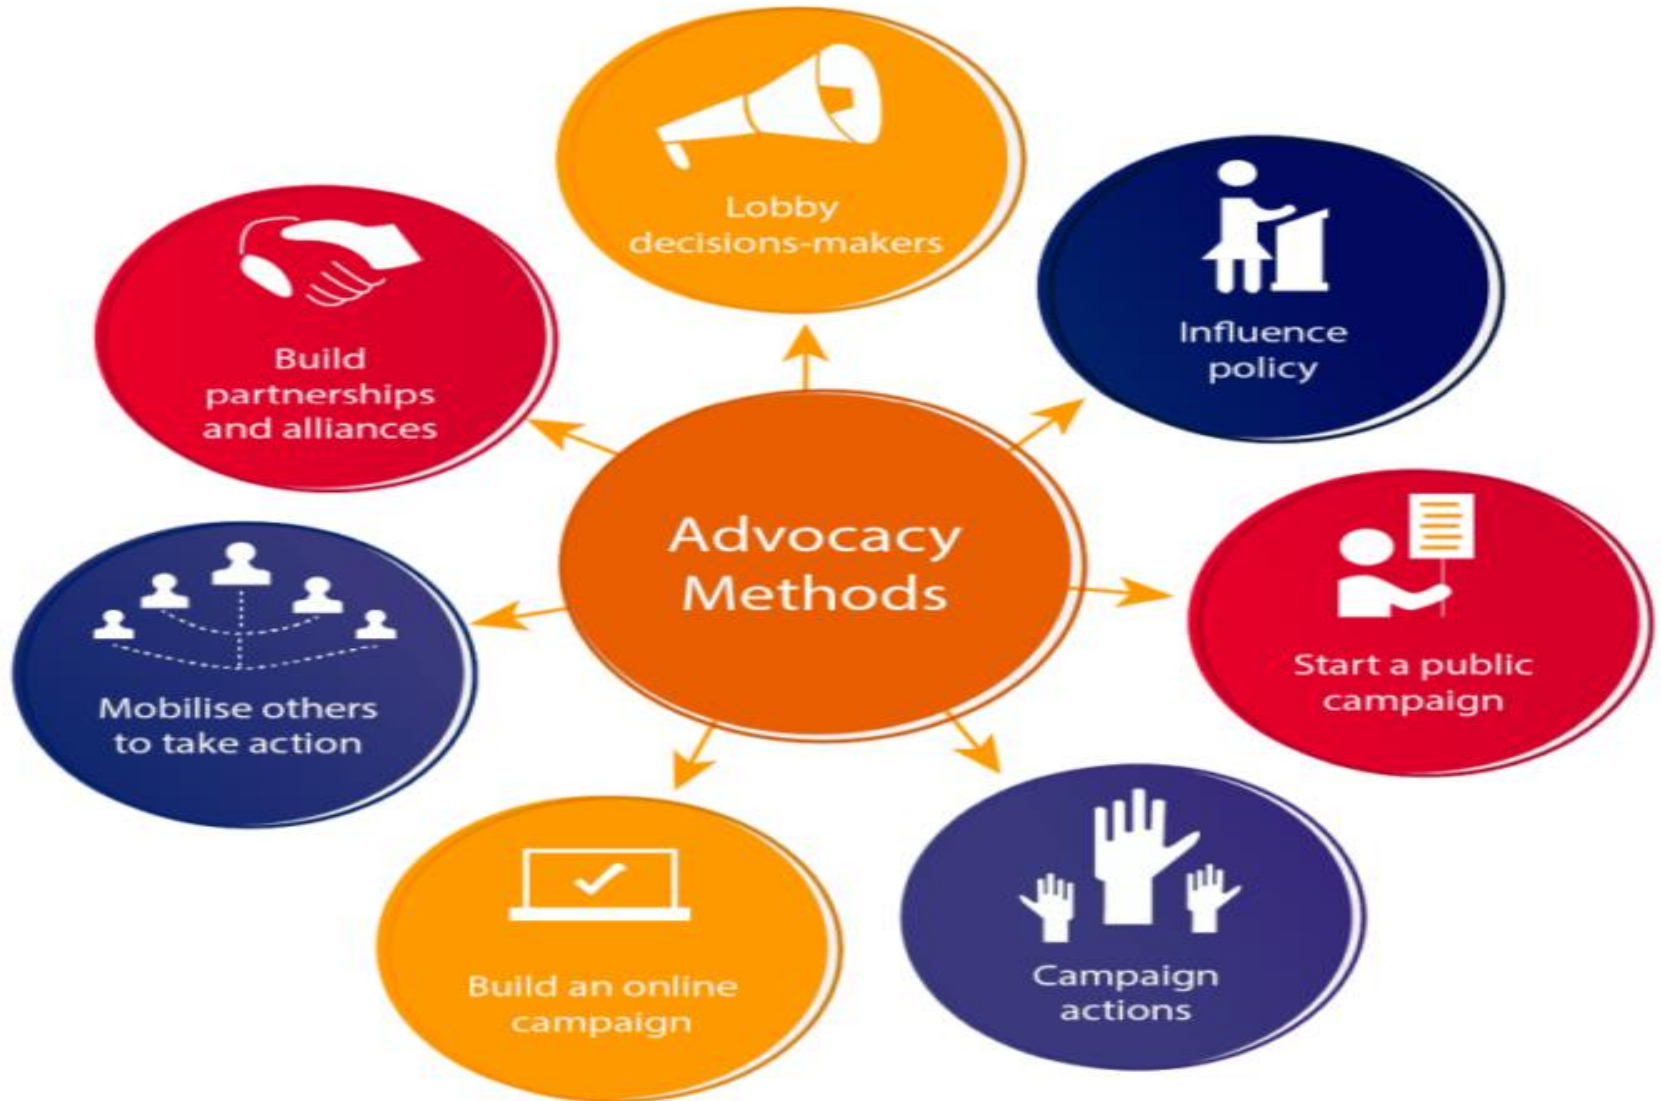 Lobby
decisions-makers
Influence
policy
Build
partnerships
and alliances
Advocacy
Methods
Start a public
campaign
Mobilise others
to take action
Build an online
campaign
Campaign
actions